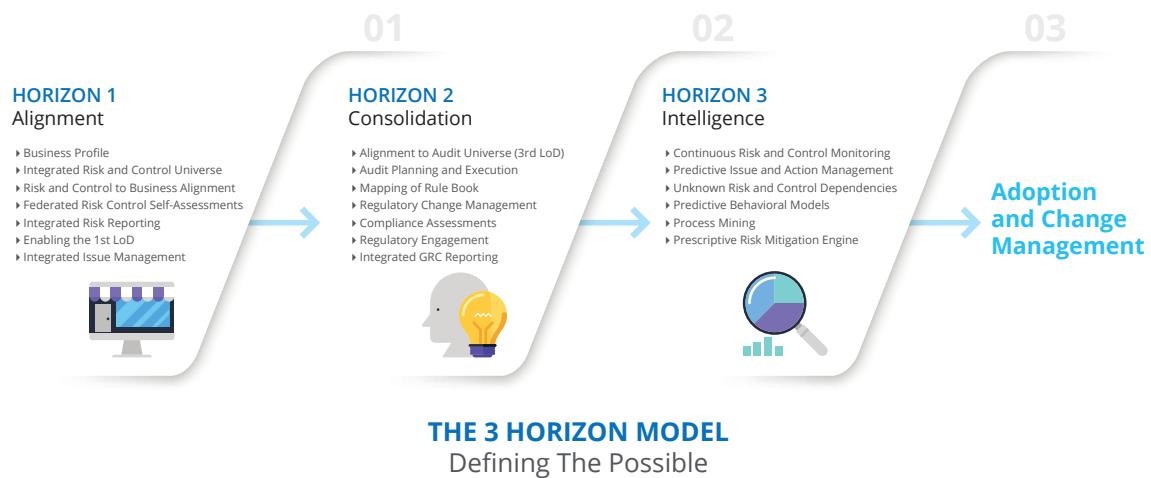 01
HORIZON 1
Alignment
Business Profile
Integrated Risk and Control Universe
Risk and Control to Business Alignment
Federated Risk Control Self-Assessments
Integrated Risk Reporting
Enabling the 1st LoD
Integrated Issue Management
02
HORIZON 2
Consolidation
Alignment to Audit Universe (3rd LoD)
Audit Planning and Execution
Mapping of Rule Book
Regulatory Change Management
Compliance Assessments
Regulatory Engagement
Integrated GRC Reporting
03
HORIZON 3
Intelligence
Continuous Risk and Control Monitoring
Predictive Issue and Action Management
Unknown Risk and Control Dependencies
Predictive Behavioral Models
Process Mining
Prescriptive Risk Mitigation Engine
Adoption
and Change
Management
THE 3 HORIZON MODEL
Defining The Possible